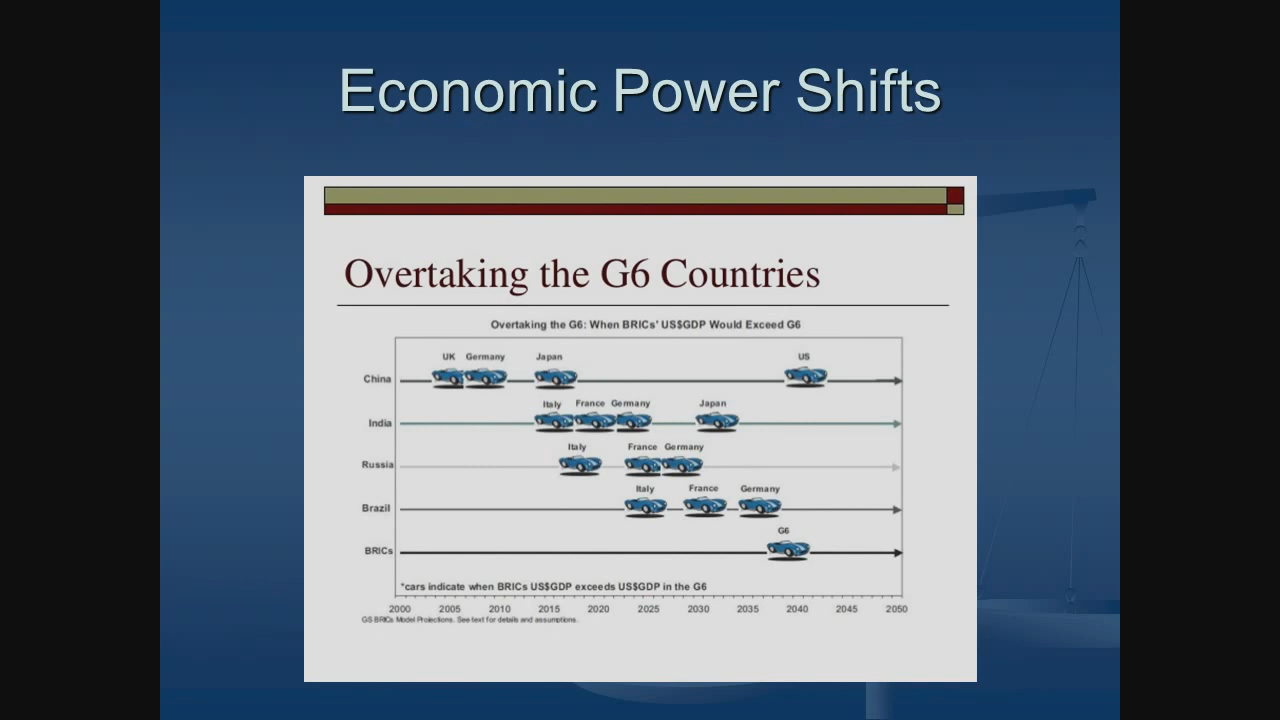 Economic Power Shifts
Overtaking the G6 Countries
Overtaking the G6: When BRICs' US$GDP Would Exceed G6
UK Germany Japan US
China
Italy France Germany Japan
India
Italy France Germany
Russia
Italy France Germany
Brazil
G6
BRICs
*cars indicate when BRICs US$GDP exceeds US$GDP in the G6
2000 2005 2010 2015 2020 2025 2030 2035 2040 2045 2050
GS BRICs Model Projections. See text for details and assumptions.